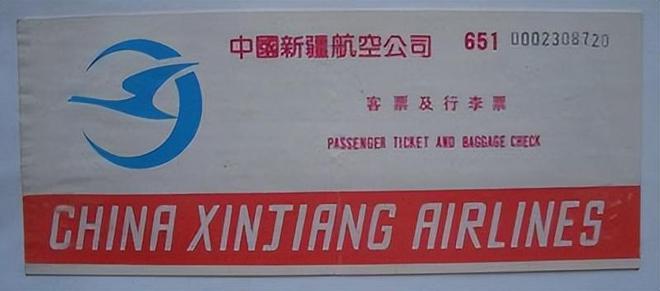 中國新疆航空公司 651 0002308720
客票及行李票
PASSENGER TICKET AND BAGGAGE CHECK
CHINA XINJIANG AIRLINES